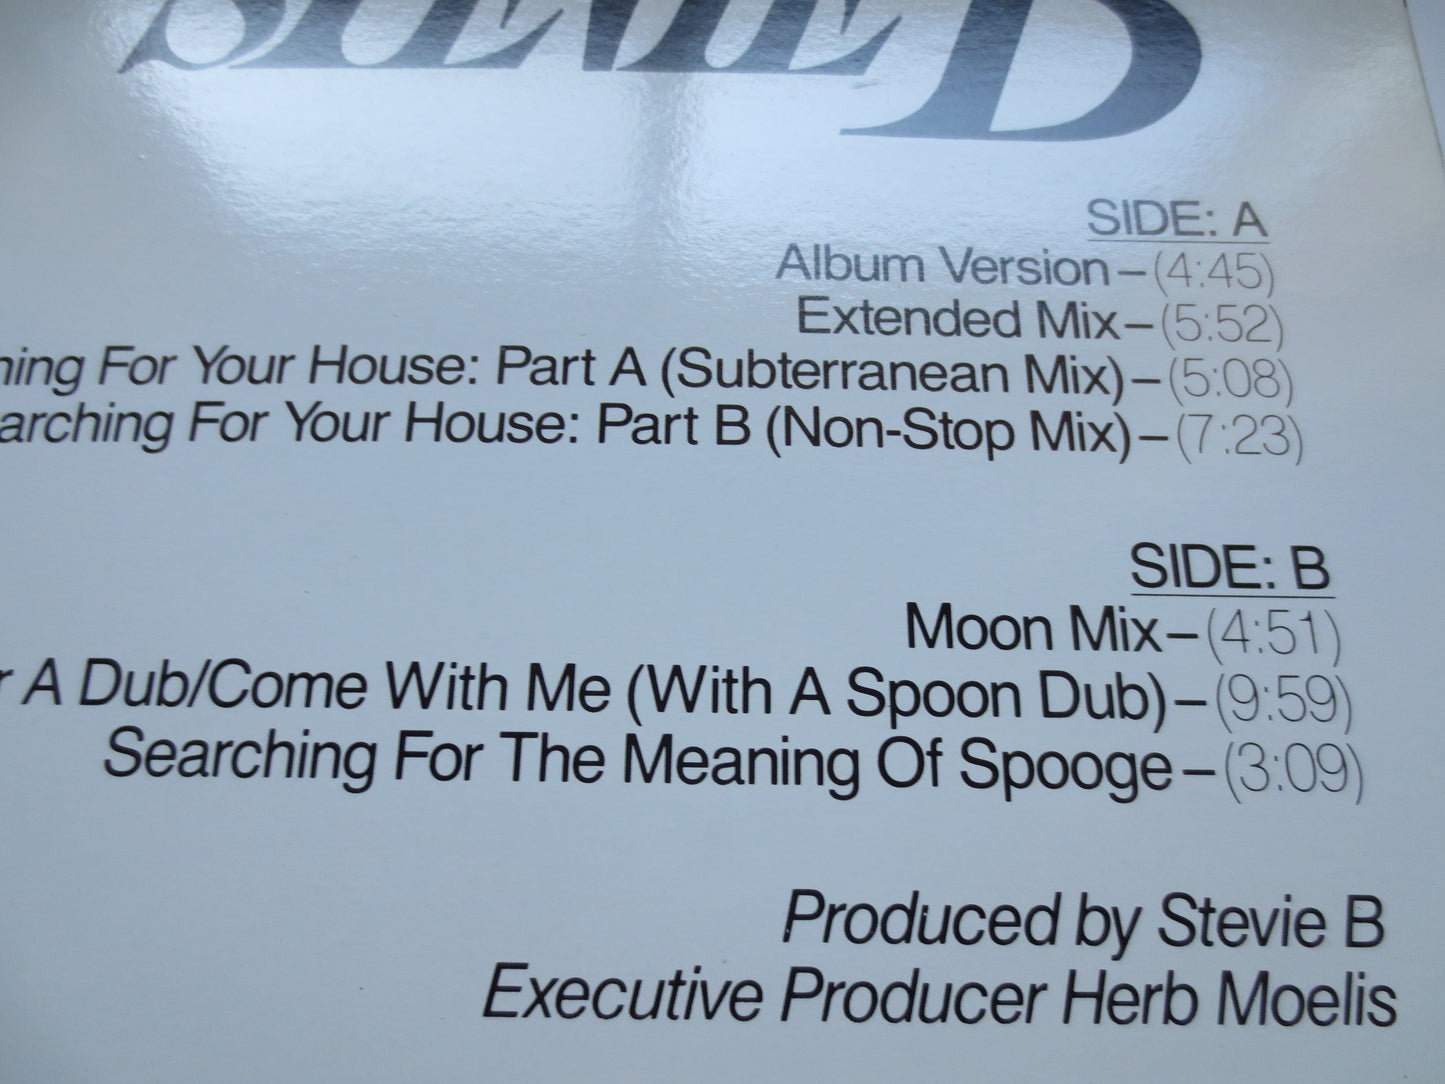 STEVIE B
SIDE: A
Album Version–(4:45)
Extended Mix–(5:52)
For Your House: Part A (Subterranean Mix)–(5:08)
For Your House: Part B (Non-Stop Mix)–(7:23)
SIDE: B
Moon Mix–(4:51)
A Dub/Come With Me (With A Spoon Dub)–(9:59)
Searching For The Meaning Of Spooge–(3:09)
Produced by Stevie B
Executive Producer Herb Moelis